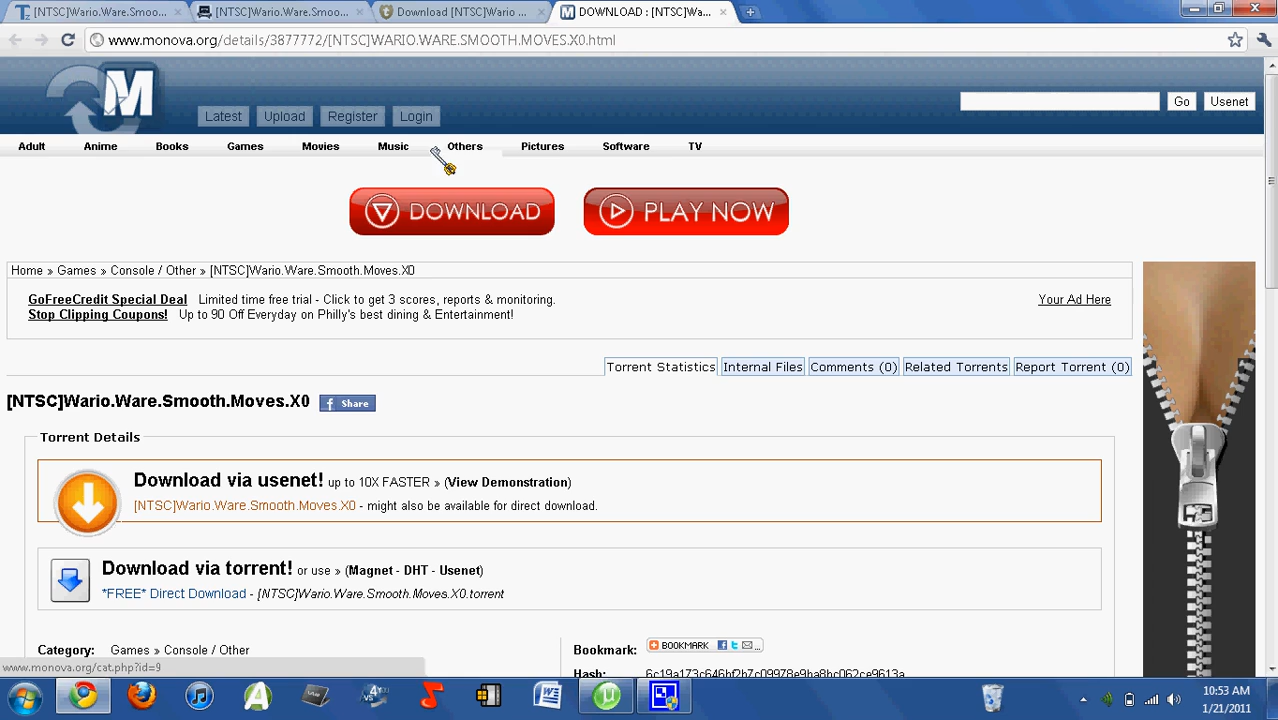 [NTSC]Wario.Ware.Smoo...
[NTSC]Wario.Ware.Smoo...
Download [NTSC]Wario ...
DOWNLOAD : [NTSC]Wa...
www.monova.org/details/3877772/[NTSC]WARIO.WARE.SMOOTH.MOVES.X0.html
M
Latest
Upload
Register
Login
Go
Usenet
Adult
Anime
Books
Games
Movies
Music
Others
Pictures
Software
TV
DOWNLOAD
PLAY NOW
Home » Games » Console / Other » [NTSC]Wario.Ware.Smooth.Moves.X0
GoFreeCredit Special Deal Limited time free trial - Click to get 3 scores, reports & monitoring.
Your Ad Here
Stop Clipping Coupons! Up to 90 Off Everyday on Philly's best dining & Entertainment!
Torrent Statistics
Internal Files
Comments (0)
Related Torrents
Report Torrent (0)
[NTSC]Wario.Ware.Smooth.Moves.X0
f Share
Torrent Details
Download via usenet! up to 10X FASTER » (View Demonstration)
[NTSC]Wario.Ware.Smooth.Moves.X0 - might also be available for direct download.
Download via torrent! or use » (Magnet - DHT - Usenet)
*FREE* Direct Download - [NTSC]Wario.Ware.Smooth.Moves.X0.torrent
Category: Games » Console / Other
Bookmark: BOOKMARK
Hash:
www.monova.org/cat.php?id=9
10:53 AM
1/21/2011